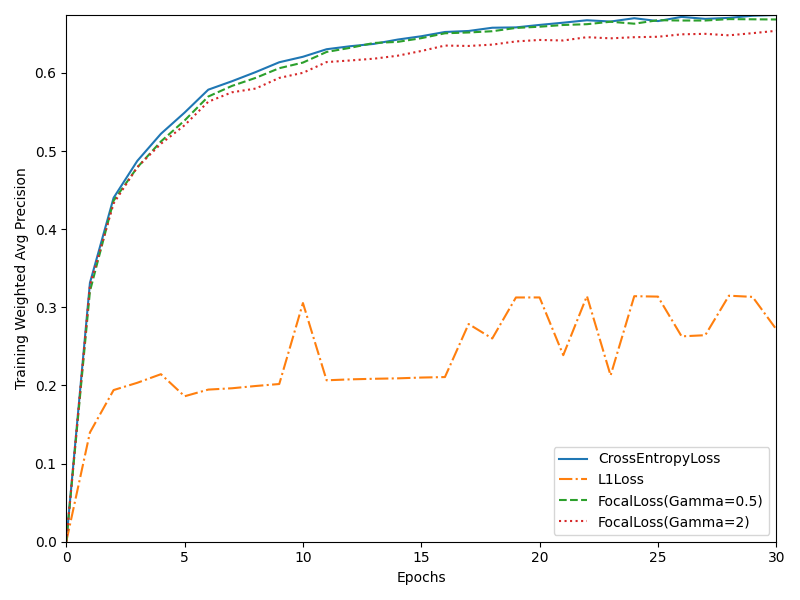 Training Weighted Avg Precision
0.6
0.5
0.4
0.3
0.2
0.1
0.0
0 5 10 15 20 25 30
Epochs
CrossEntropyLoss
L1Loss
FocalLoss(Gamma=0.5)
FocalLoss(Gamma=2)